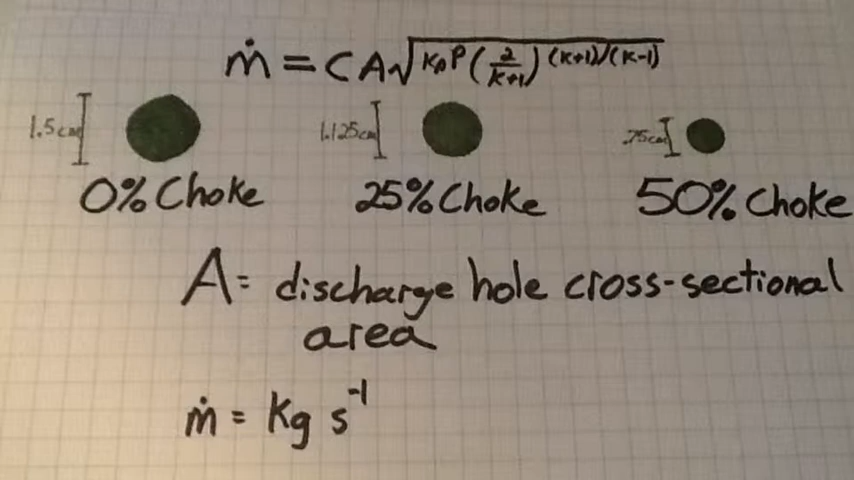 ṁ = CA√(kρP(2/k+1)^(k+1)/(k-1))
1.5cm 1.125cm .75cm
0% Choke 25% Choke 50% Choke
A = discharge hole cross-sectional
area
ṁ = Kg s⁻¹